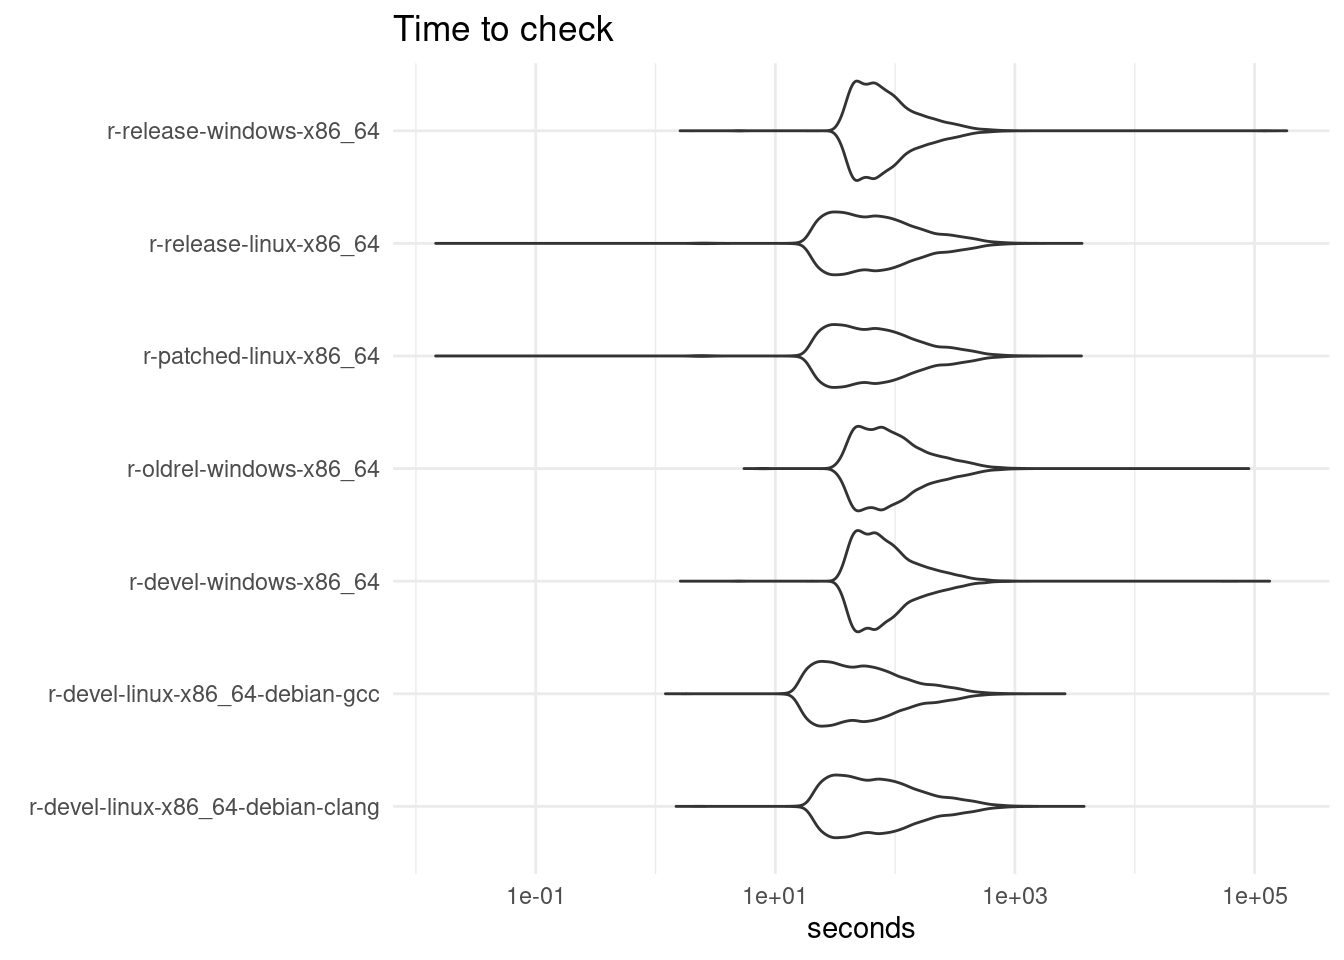 Time to check
r-release-windows-x86_64
r-release-linux-x86_64
r-patched-linux-x86_64
r-oldrel-windows-x86_64
r-devel-windows-x86_64
r-devel-linux-x86_64-debian-gcc
r-devel-linux-x86_64-debian-clang
1e-01 1e+01 1e+03 1e+05
seconds